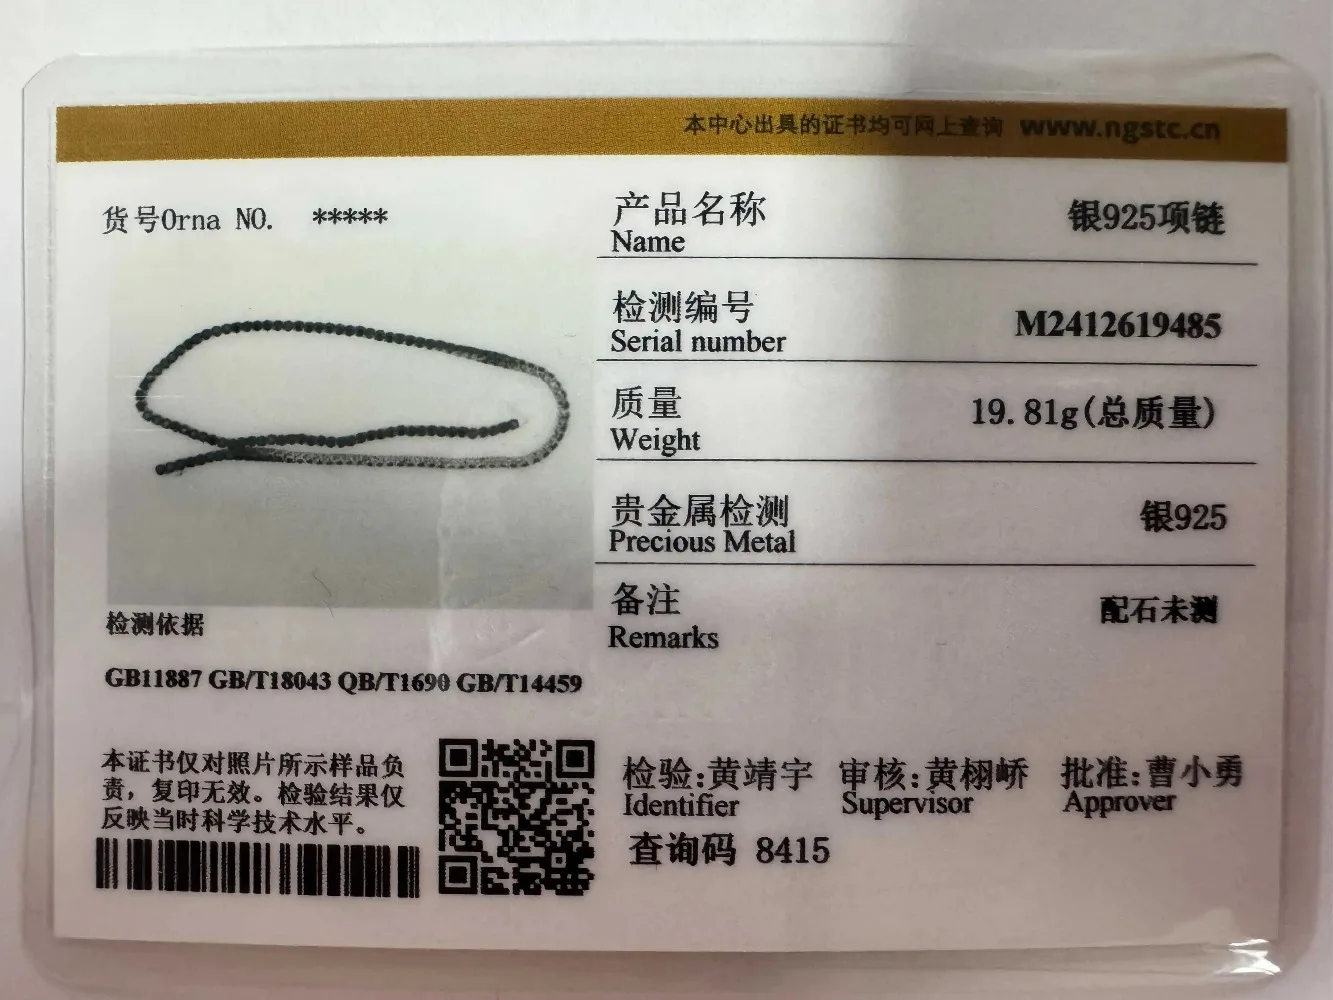 本中心出具的证书均可网上查询 www.ngstc.cn
货号Orna NO. *****
产品名称 银925项链
Name
检测编号 M2412619485
Serial number
质量 19.81g(总质量)
Weight
贵金属检测 银925
Precious Metal
备注 配石未测
Remarks
检测依据
GB11887 GB/T18043 QB/T1690 GB/T14459
本证书仅对照片所示样品负
责，复印无效。检验结果仅
反映当时科学技术水平。
检验:黄靖宇 审核:黄栩峤 批准:曹小勇
Identifier Supervisor Approver
查询码 8415